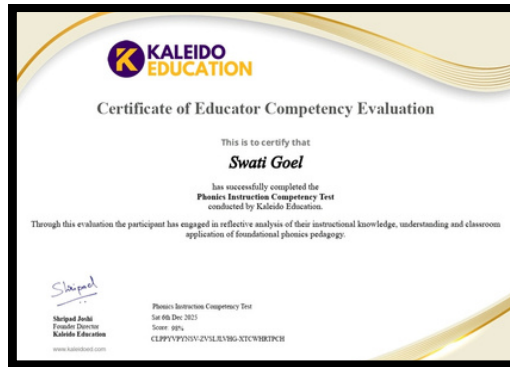 KALEIDO
EDUCATION
Certificate of Educator Competency Evaluation
This is to certify that
Swati Goel
has successfully completed the
Phonics Instruction Competency Test
conducted by Kaleido Education.
Through this evaluation the participant has engaged in reflective analysis of their instructional knowledge, understanding and classroom
application of foundational phonics pedagogy.
Shripad
Shripad Joshi
Founder Director
Kaleido Education
www.kaleidoed.com
Phonics Instruction Competency Test
Sat 6th Dec 2025
Score: 98%